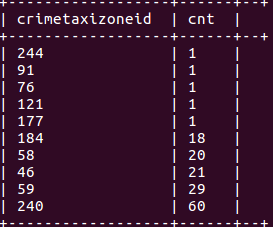 +------------------+------+--+
| crimetaxizoneid | cnt |
+------------------+------+--+
| 244 | 1 |
| 91 | 1 |
| 76 | 1 |
| 121 | 1 |
| 177 | 1 |
| 184 | 18 |
| 58 | 20 |
| 46 | 21 |
| 59 | 29 |
| 240 | 60 |
+------------------+------+--+